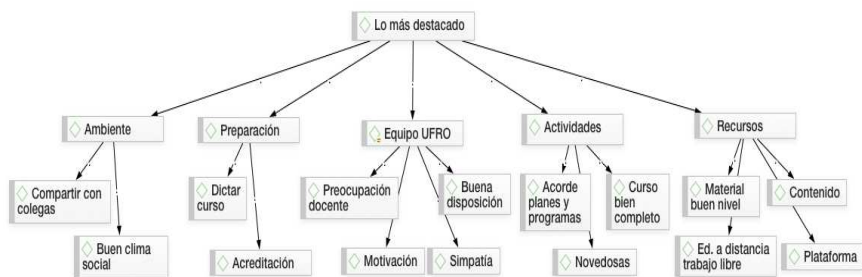 Lo más destacado
Ambiente
Preparación
Equipo UFRO
Actividades
Recursos
Compartir con
colegas
Buen clima
social
Dictar
curso
Acreditación
Preocupación
docente
Motivación
Simpatía
Buena
disposición
Acorde
planes y
programas
Novedosas
Curso
bien
completo
Material
buen nivel
Ed. a distancia
trabajo libre
Plataforma
Contenido